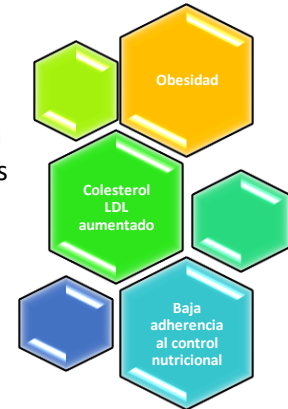 Obesidad
s
Colesterol
LDL
aumentado
Baja
adherencia
al control
nutricional